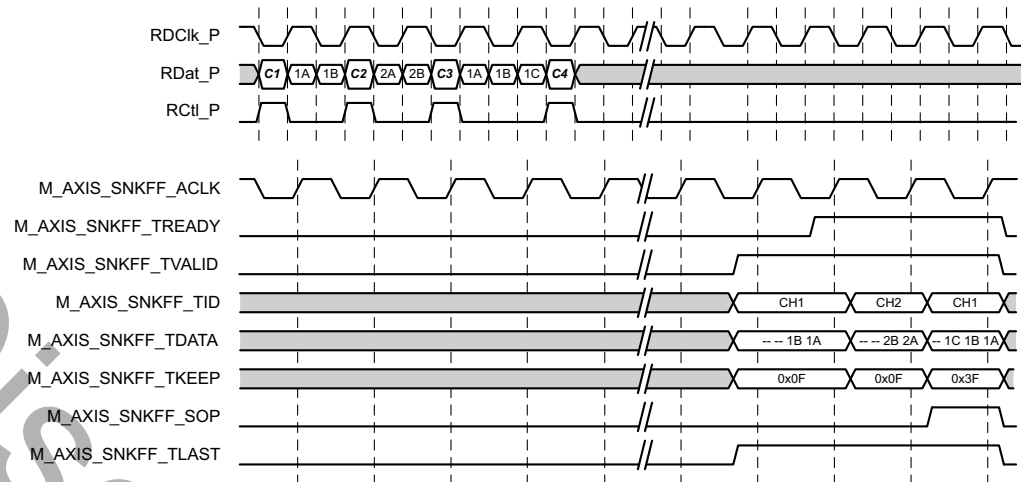 RDClk_P
RDat_P C1 1A 1B C2 2A 2B C3 1A 1B 1C C4
RCtl_P
M_AXIS_SNKFF_ACLK
M_AXIS_SNKFF_TREADY
M_AXIS_SNKFF_TVALID
M_AXIS_SNKFF_TID CH1 CH2 CH1
M_AXIS_SNKFF_TDATA -- -- 1B 1A -- -- 2B 2A -- 1C 1B 1A
M_AXIS_SNKFF_TKEEP 0x0F 0x0F 0x3F
M_AXIS_SNKFF_SOP
M_AXIS_SNKFF_TLAST